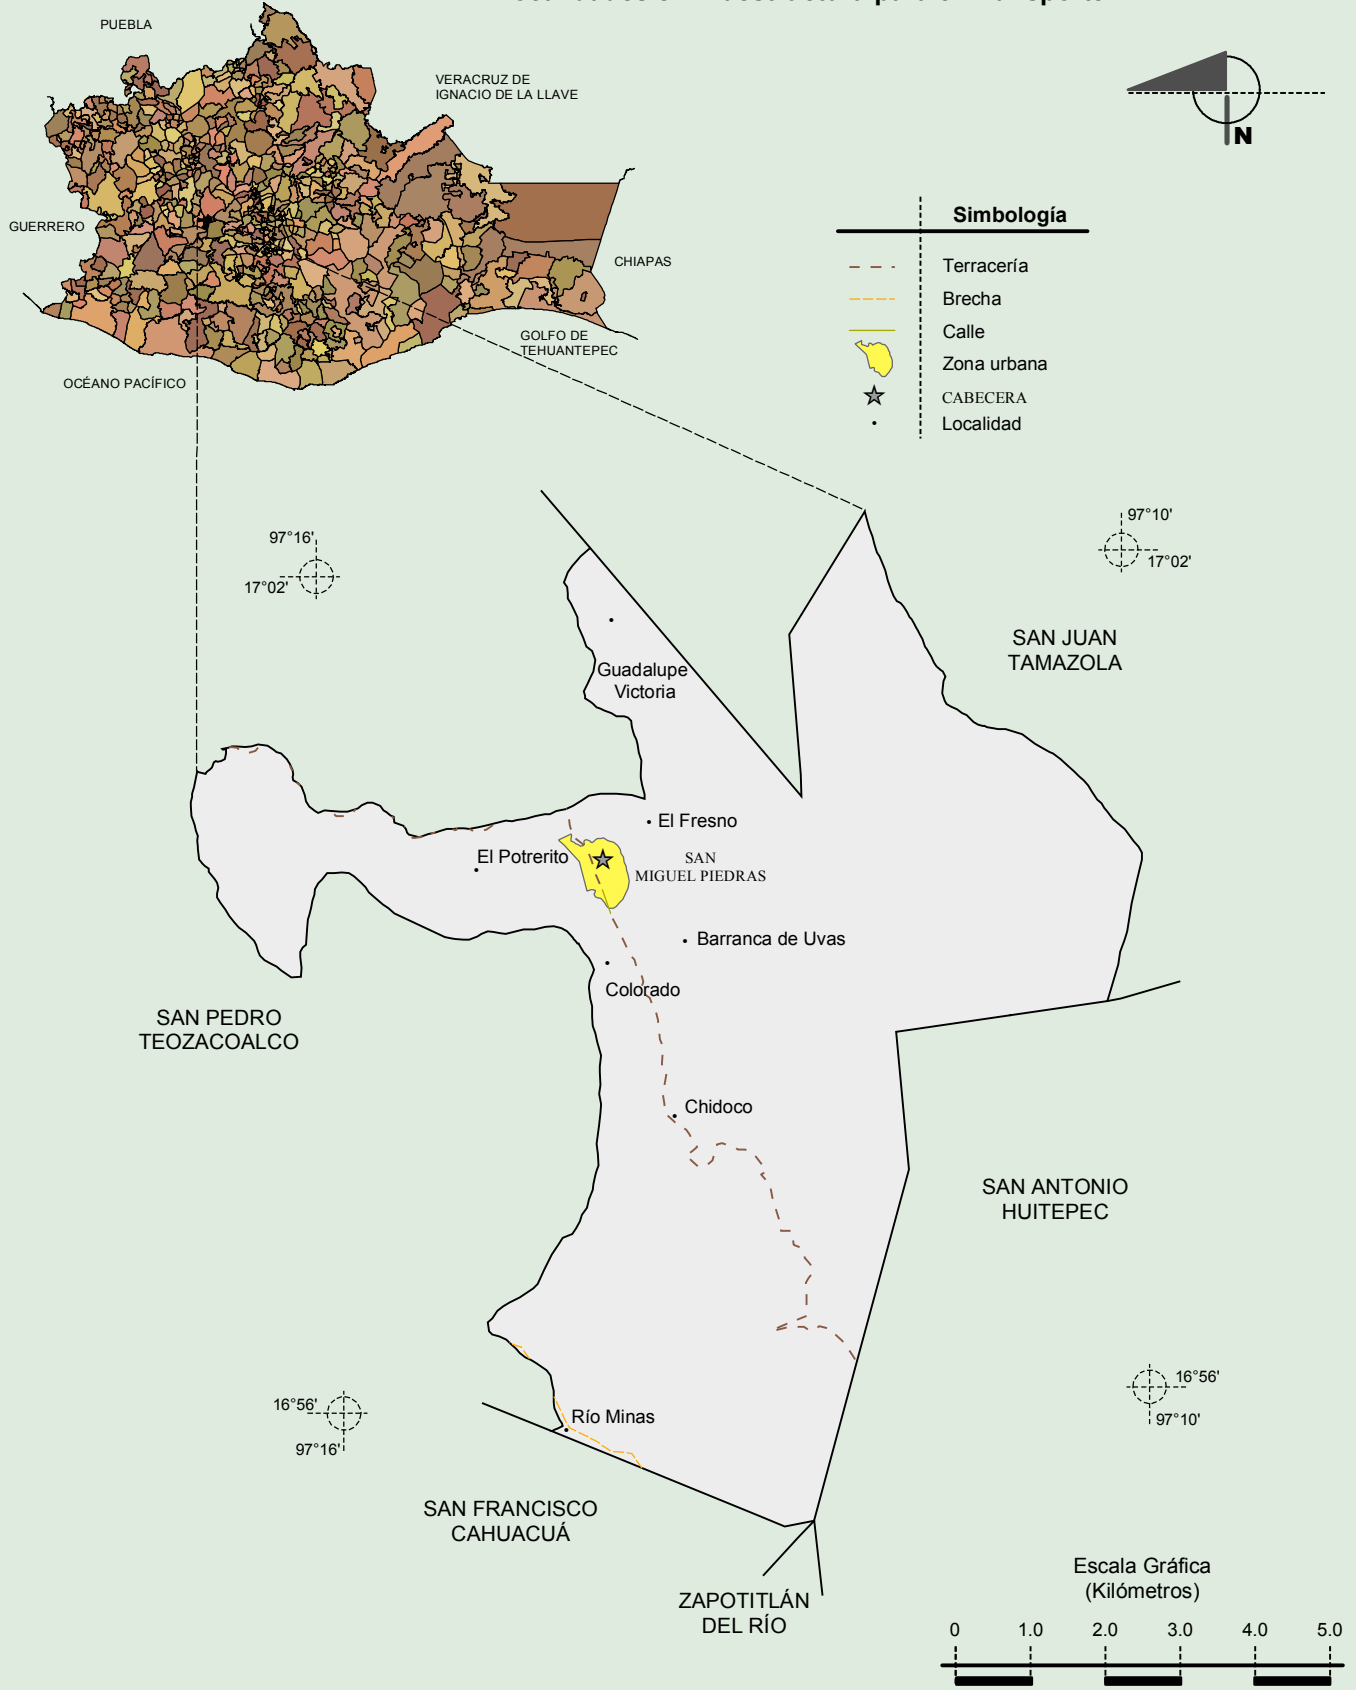 PUEBLA
VERACRUZ DE
IGNACIO DE LA LLAVE
N
GUERRERO
CHIAPAS
GOLFO DE
TEHUANTEPEC
OCÉANO PACÍFICO
Simbología
Terracería
Brecha
Calle
Zona urbana
CABECERA
Localidad
97°16'
17°02'
97°10'
17°02'
SAN JUAN
TAMAZOLA
Guadalupe
Victoria
El Fresno
El Potrerito
SAN
MIGUEL PIEDRAS
Barranca de Uvas
Colorado
SAN PEDRO
TEOZACOALCO
Chidoco
SAN ANTONIO
HUITEPEC
16°56'
97°16'
16°56'
97°10'
Río Minas
SAN FRANCISCO
CAHUACUÁ
ZAPOTITLÁN
DEL RÍO
Escala Gráfica
(Kilómetros)
0 1.0 2.0 3.0 4.0 5.0